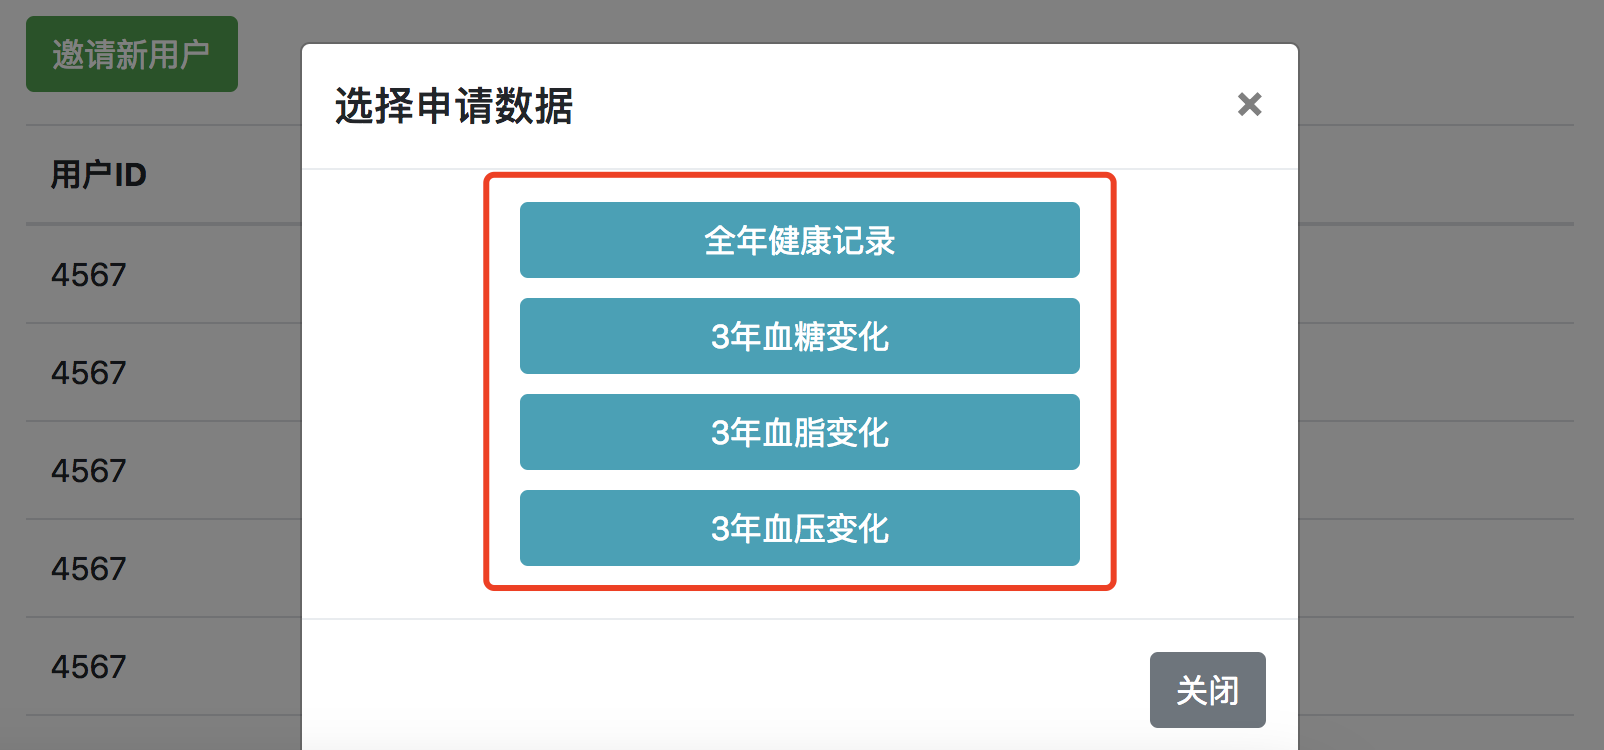 邀请新用户
选择申请数据
×
用户ID
4567
4567
4567
4567
4567
全年健康记录
3年血糖变化
3年血脂变化
3年血压变化
关闭